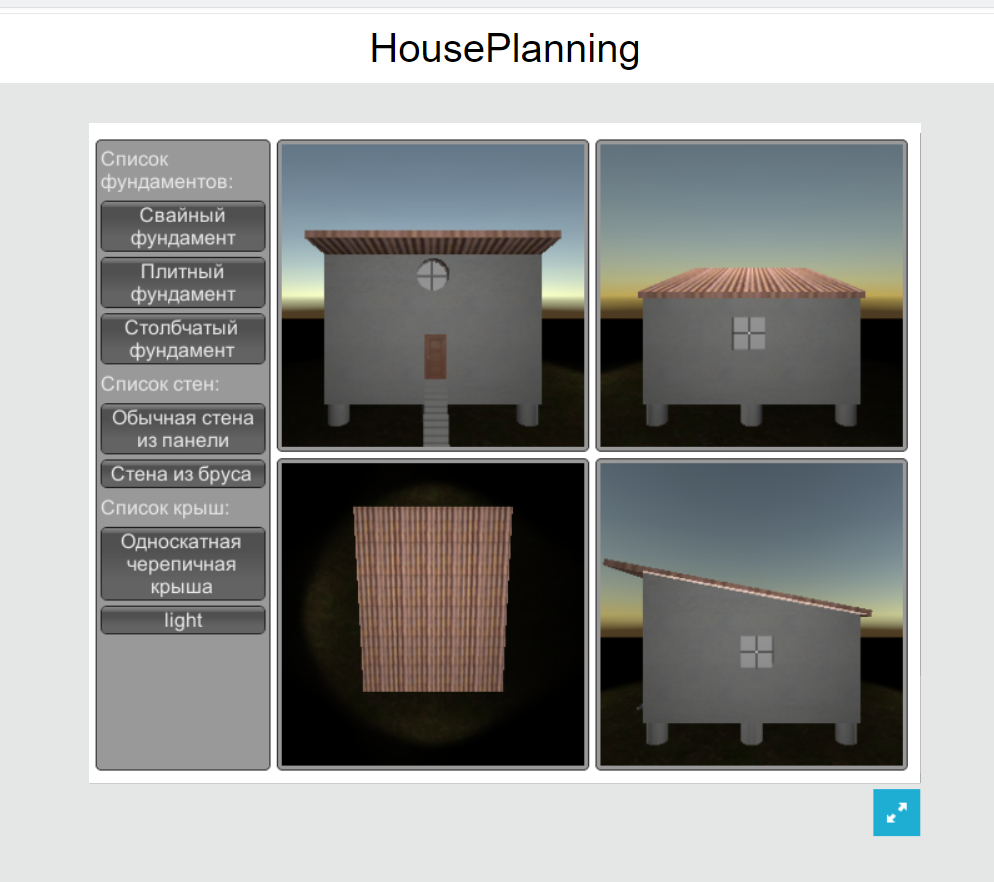 HousePlanning
Список
фундаментов:
Свайный
фундамент
Плитный
фундамент
Столбчатый
фундамент
Список стен:
Обычная стена
из панели
Стена из бруса
Список крыш:
Односкатная
черепичная
крыша
light